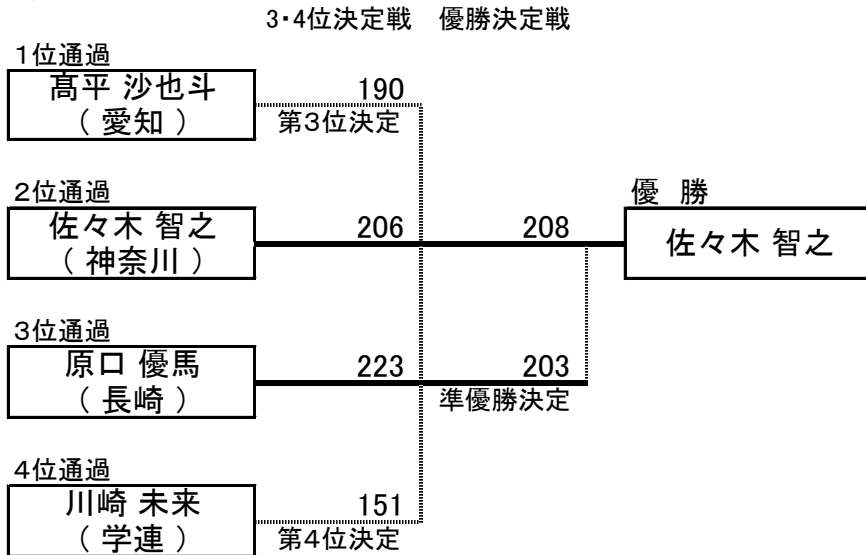 3・4位決定戦 優勝決定戦
1位通過
髙平 沙也斗
( 愛知 )
190
第3位決定
2位通過
佐々木 智之
( 神奈川 )
206
208
優 勝
佐々木 智之
3位通過
原口 優馬
( 長崎 )
223
203
準優勝決定
4位通過
川崎 未来
( 学連 )
151
第4位決定